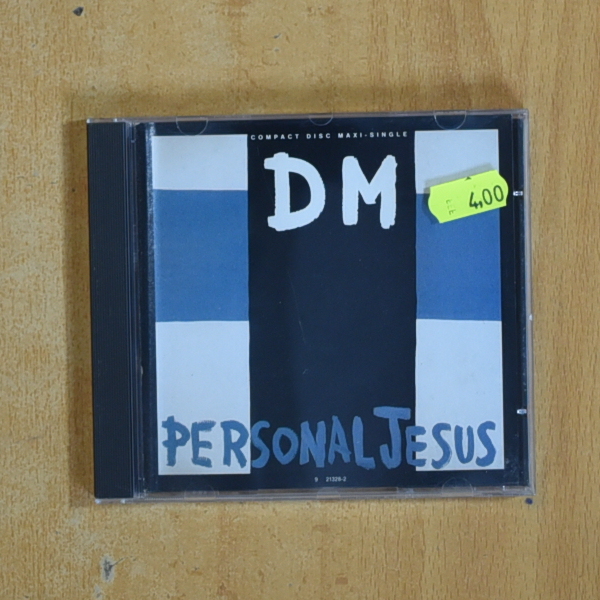 COMPACT DISC MAXI-SINGLE
DM
4,00
PERSONAL JESUS
9 21328-2